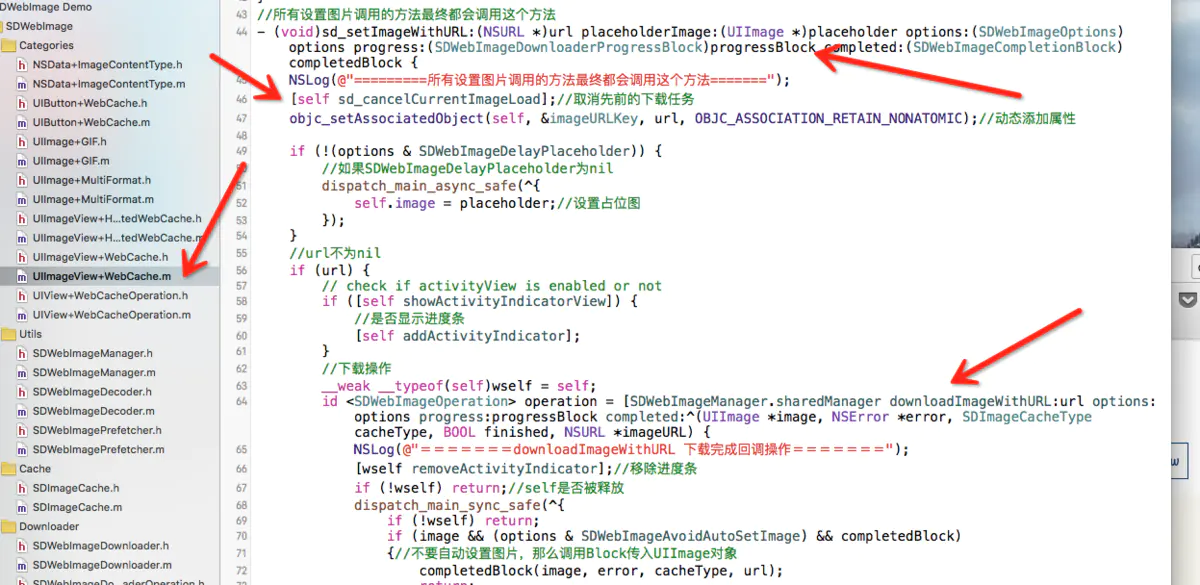 DWebImage Demo
SDWebImage
Categories
h NSData+ImageContentType.h
m NSData+ImageContentType.m
h UIButton+WebCache.h
m UIButton+WebCache.m
h UIImage+GIF.h
m UIImage+GIF.m
h UIImage+MultiFormat.h
m UIImage+MultiFormat.m
h UIImageView+H...tedWebCache.h
m UIImageView+H...tedWebCache.m
h UIImageView+WebCache.h
m UIImageView+WebCache.m
h UIView+WebCacheOperation.h
m UIView+WebCacheOperation.m
Utils
h SDWebImageManager.h
m SDWebImageManager.m
h SDWebImageDecoder.h
m SDWebImageDecoder.m
h SDWebImagePrefetcher.h
m SDWebImagePrefetcher.m
Cache
h SDImageCache.h
m SDImageCache.m
Downloader
h SDWebImageDownloader.h
m SDWebImageDownloader.m
h SDWebImageDo...aderOperation.h
43 //所有设置图片调用的方法最终都会调用这个方法
44 - (void)sd_setImageWithURL:(NSURL *)url placeholderImage:(UIImage *)placeholder options:(SDWebImageOptions)
options progress:(SDWebImageDownloaderProgressBlock)progressBlock completed:(SDWebImageCompletionBlock)
completedBlock {
45 NSLog(@"=========所有设置图片调用的方法最终都会调用这个方法=======");
46 [self sd_cancelCurrentImageLoad];//取消先前的下载任务
47 objc_setAssociatedObject(self, &imageURLKey, url, OBJC_ASSOCIATION_RETAIN_NONATOMIC);//动态添加属性
48
49 if (!(options & SDWebImageDelayPlaceholder)) {
//如果SDWebImageDelayPlaceholder为nil
51 dispatch_main_async_safe(^{
52 self.image = placeholder;//设置占位图
53 });
54 }
55 //url不为nil
56 if (url) {
57 // check if activityView is enabled or not
58 if ([self showActivityIndicatorView]) {
59 //是否显示进度条
60 [self addActivityIndicator];
61 }
62 //下载操作
63 __weak __typeof(self)wself = self;
64 id <SDWebImageOperation> operation = [SDWebImageManager.sharedManager downloadImageWithURL:url options:
options progress:progressBlock completed:^(UIImage *image, NSError *error, SDImageCacheType
cacheType, BOOL finished, NSURL *imageURL) {
65 NSLog(@"=======downloadImageWithURL 下载完成回调操作=======");
66 [wself removeActivityIndicator];//移除进度条
67 if (!wself) return;//self是否被释放
68 dispatch_main_sync_safe(^{
69 if (!wself) return;
70 if (image && (options & SDWebImageAvoidAutoSetImage) && completedBlock)
71 {//不要自动设置图片，那么调用Block传入UIImage对象
72 completedBlock(image, error, cacheType, url);
return;